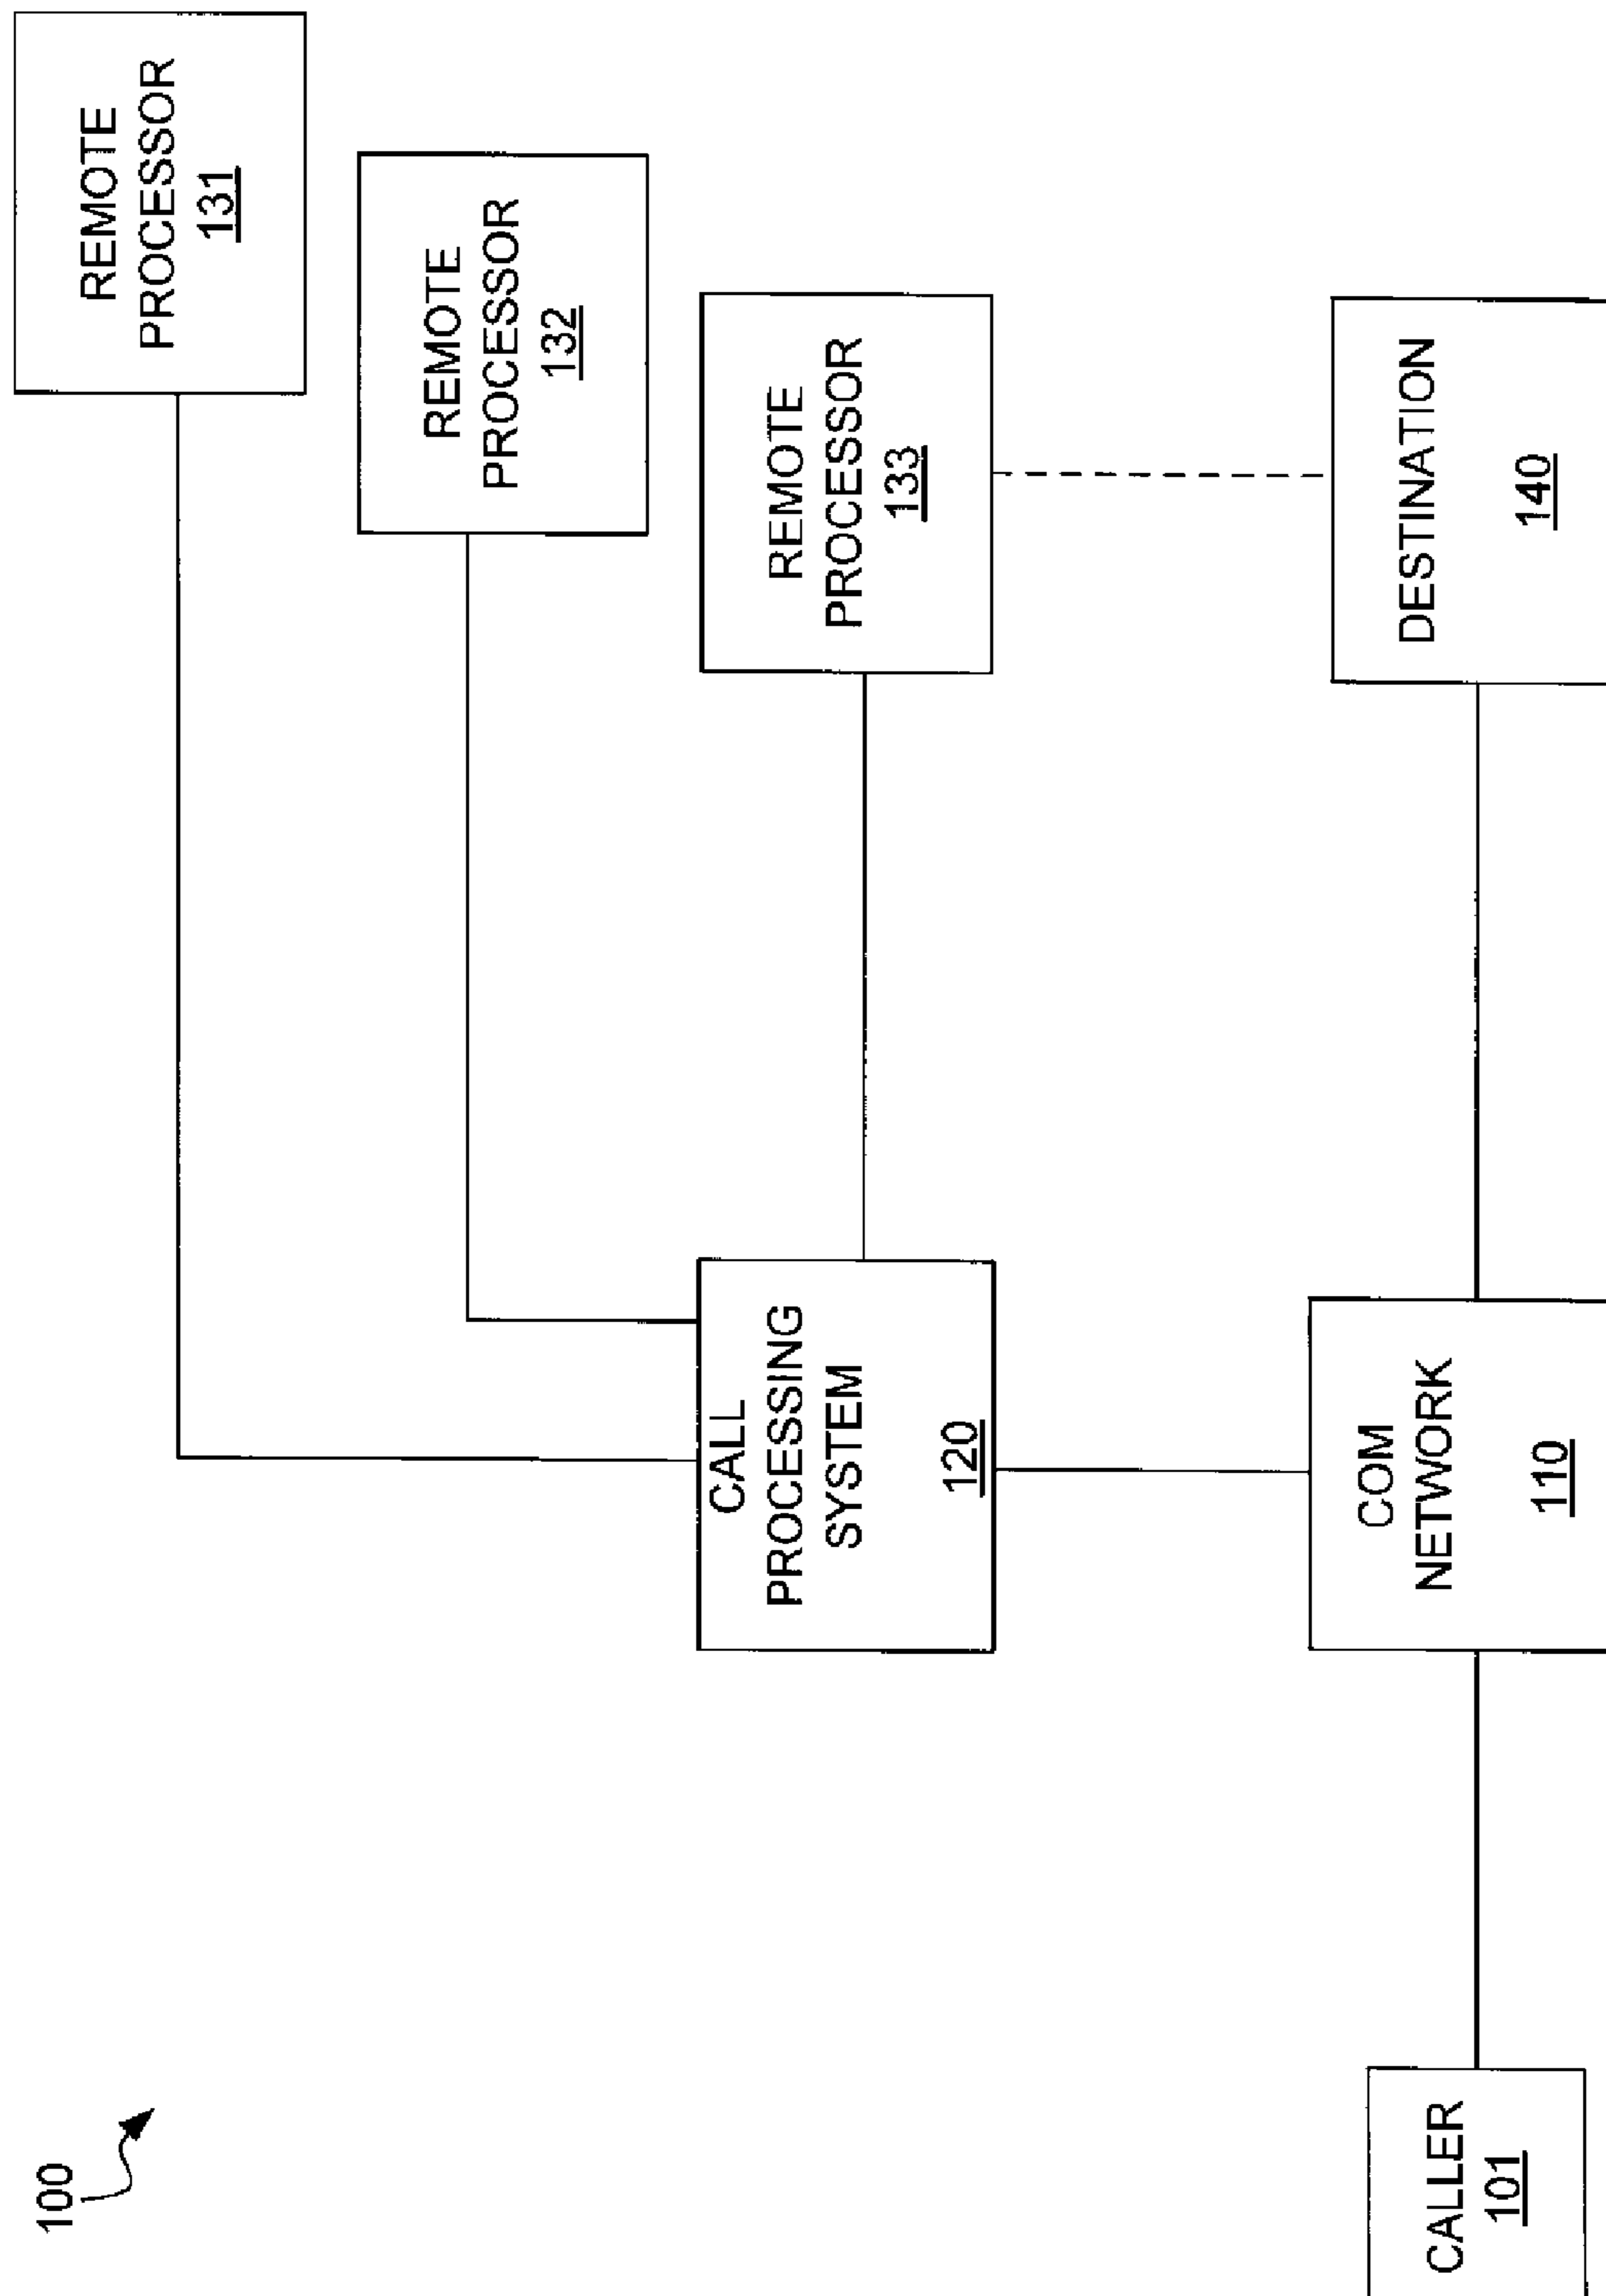 100
REMOTE
PROCESSOR
131
REMOTE
PROCESSOR
132
CALL
PROCESSING
SYSTEM
120
REMOTE
PROCESSOR
133
CALLER
101
COM
NETWORK
110
DESTINATION
140